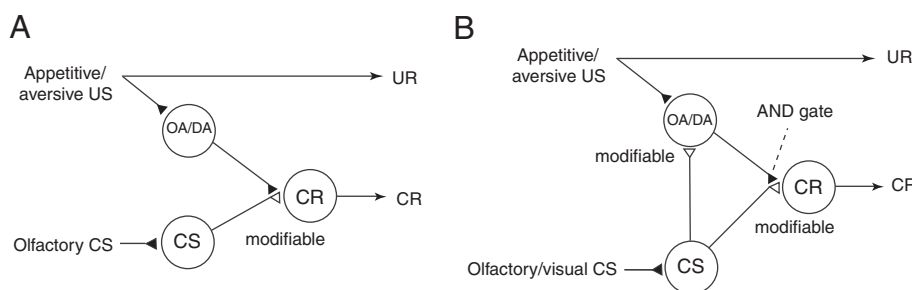 A
Appetitive/
aversive US
UR
OA/DA
CR
CR
modifiable
Olfactory CS
CS
B
Appetitive/
aversive US
UR
OA/DA
AND gate
modifiable
CR
CR
modifiable
Olfactory/visual CS
CS